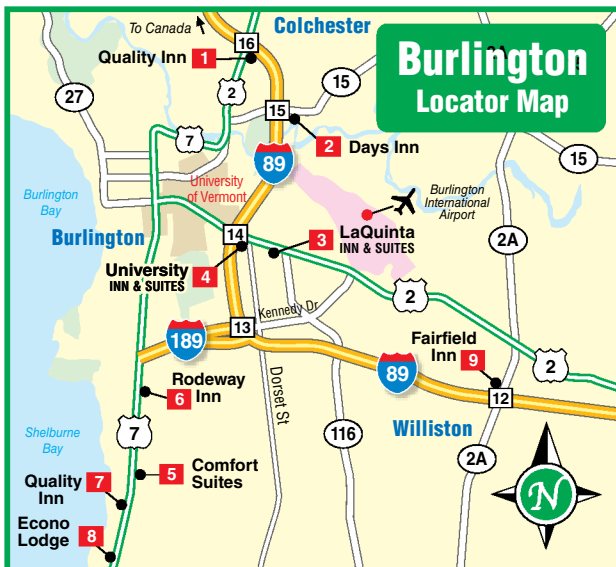 To Canada
Colchester
16
Quality Inn 1
Burlington
Locator Map
2A
27
2
15
15
7
2 Days Inn
15
89
University
of Vermont
Burlington
International
Airport
Burlington
Bay
Burlington
14
3 LaQuinta
INN & SUITES
2A
University 4
INN & SUITES
2
Kennedy Dr
13
189
Fairfield
Inn 9
2
89
12
Rodeway
6 Inn
Dorset St
Williston
116
7
Shelburne
Bay
2A
5 Comfort
Suites
Quality 7
Inn
N
Econo
Lodge 8